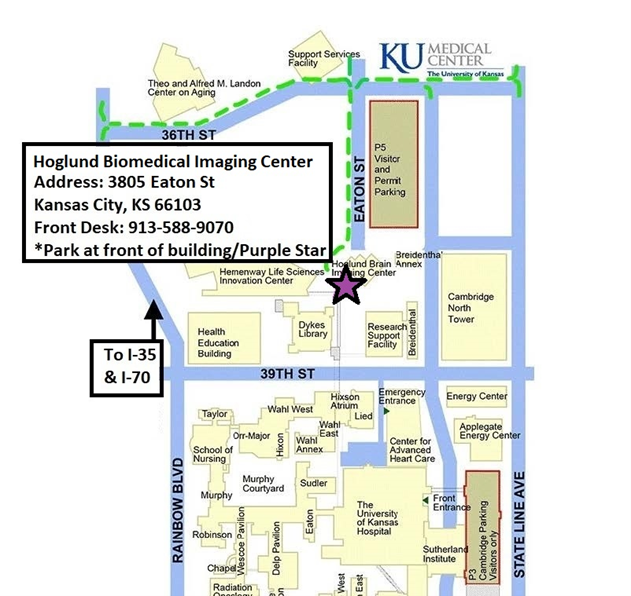 Support Services
Facility
KU MEDICAL
CENTER
The University of Kansas
Theo and Alfred M. Landon
Center on Aging
36TH ST
P5
Visitor
and
Permit
Parking
EATON ST
Hoglund Biomedical Imaging Center
Address: 3805 Eaton St
Kansas City, KS 66103
Front Desk: 913-588-9070
*Park at front of building/Purple Star
Hoglund Brain
Imaging Center
Breidenthal
Annex
Hemenway Life Sciences
Innovation Center
Cambridge
North
Tower
Health
Education
Building
Dykes
Library
Research
Support
Facility
Breidenthal
To I-35
& I-70
39TH ST
Emergency
Entrance
Energy Center
Hixson
Atrium
Lied
Wahl West
Taylor
Wahl
East
Orr-Major
Hixon
Wahl
Annex
Applegate
Energy Center
Center for
Advanced
Heart Care
School of
Nursing
Murphy
Courtyard
Sudler
Murphy
Front
Entrance
The
University
of Kansas
Hospital
Eaton
RAINBOW BLVD
STATE LINE AVE
P3
Cambridge Parking
Visitors only
Robinson
Wescoe Pavilion
Delp Pavilion
Sutherland
Institute
Chapel
Radiation
Oncology
West
East